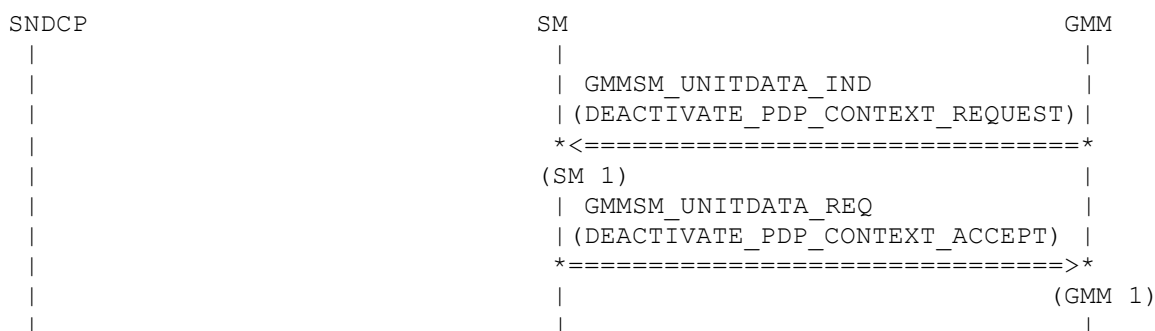 SNDCP SM GMM
GMMSM_UNITDATA_IND
(DEACTIVATE_PDP_CONTEXT_REQUEST)
*<===============================*
(SM 1)
GMMSM_UNITDATA_REQ
(DEACTIVATE_PDP_CONTEXT_ACCEPT)
*===============================>*
(GMM 1)